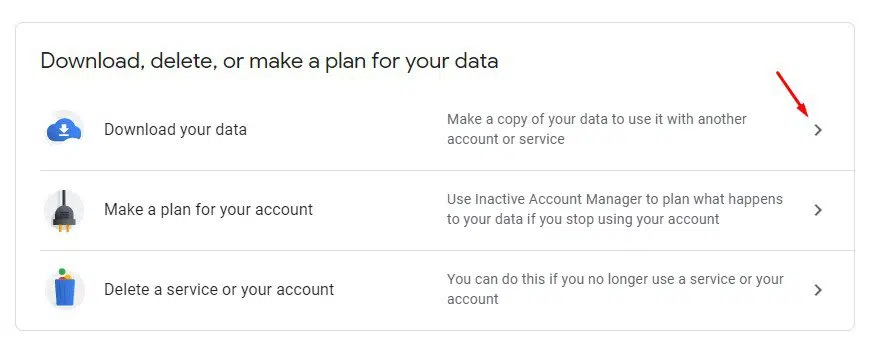 Download, delete, or make a plan for your data
Download your data
Make a copy of your data to use it with another
account or service
Make a plan for your account
Use Inactive Account Manager to plan what happens
to your data if you stop using your account
Delete a service or your account
You can do this if you no longer use a service or your
account